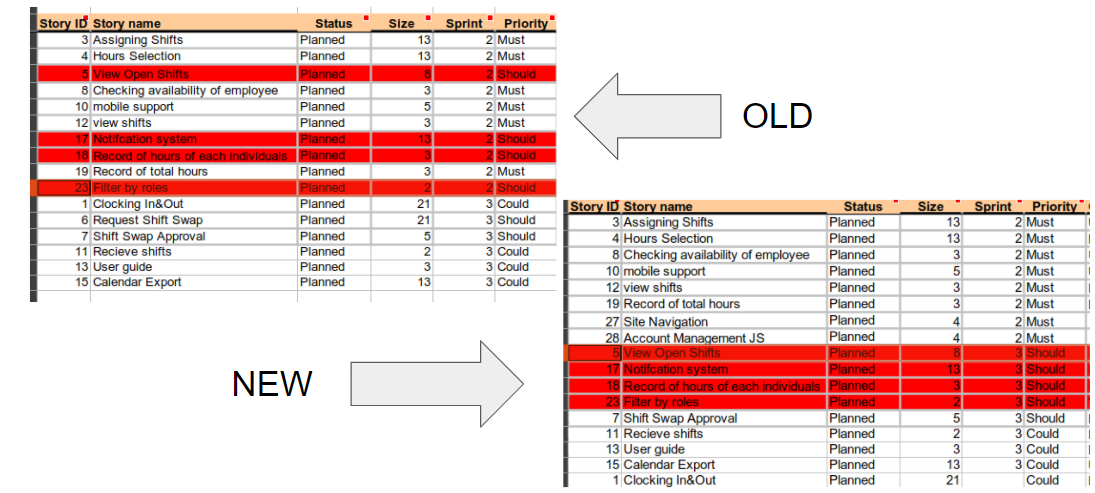 Story ID Story name Status Size Sprint Priority
3 Assigning Shifts Planned 13 2 Must
4 Hours Selection Planned 13 2 Must
5 View Open Shifts Planned 8 2 Should
8 Checking availability of employee Planned 3 2 Must
10 mobile support Planned 5 2 Must
12 view shifts Planned 3 2 Must
17 Notifcation system Planned 13 2 Should
18 Record of hours of each individuals Planned 3 2 Should
19 Record of total hours Planned 3 2 Must
23 Filter by roles Planned 2 2 Should
1 Clocking In&Out Planned 21 3 Could
6 Request Shift Swap Planned 21 3 Should
7 Shift Swap Approval Planned 5 3 Should
11 Recieve shifts Planned 2 3 Could
13 User guide Planned 3 3 Could
15 Calendar Export Planned 13 3 Could
OLD
NEW
Story ID Story name Status Size Sprint Priority
3 Assigning Shifts Planned 13 2 Must
4 Hours Selection Planned 13 2 Must
8 Checking availability of employee Planned 3 2 Must
10 mobile support Planned 5 2 Must
12 view shifts Planned 3 2 Must
19 Record of total hours Planned 3 2 Must
27 Site Navigation Planned 4 2 Must
28 Account Management JS Planned 4 2 Must
5 View Open Shifts Planned 8 3 Should
17 Notifcation system Planned 13 3 Should
18 Record of hours of each individuals Planned 3 3 Should
23 Filter by roles Planned 2 3 Should
7 Shift Swap Approval Planned 5 3 Should
11 Recieve shifts Planned 2 3 Could
13 User guide Planned 3 3 Could
15 Calendar Export Planned 13 3 Could
1 Clocking In&Out Planned 21 Could